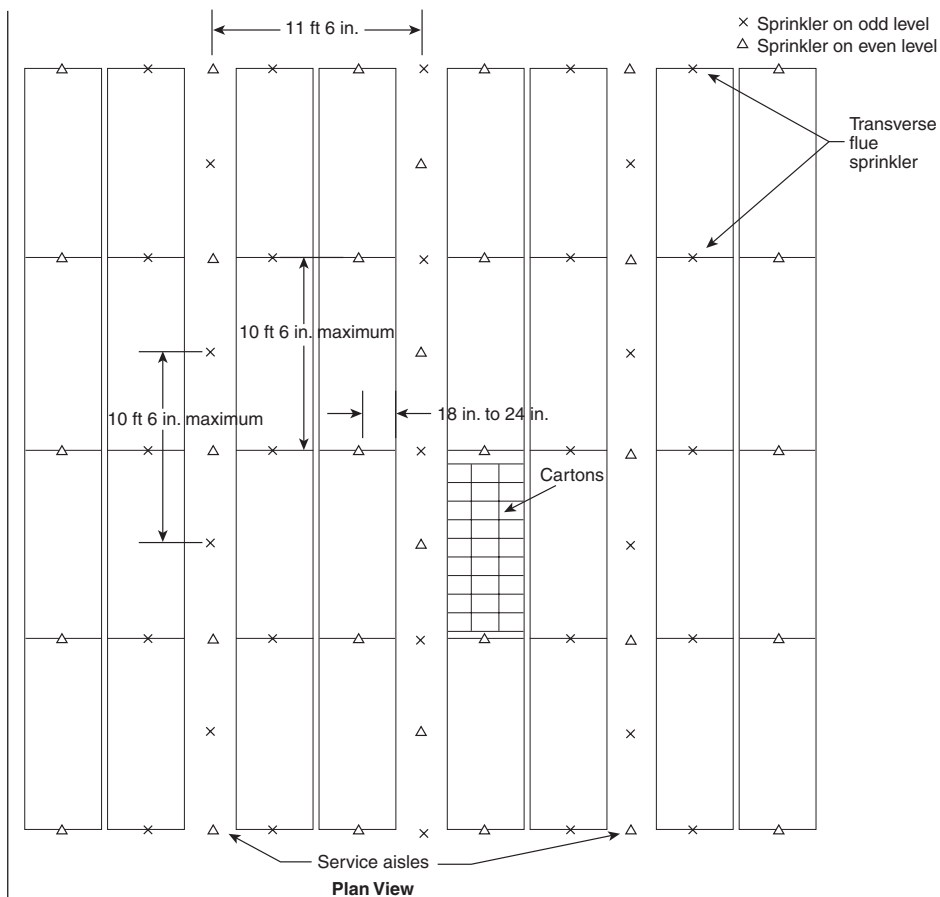 11 ft 6 in.
× Sprinkler on odd level
△ Sprinkler on even level
Transverse
flue
sprinkler
10 ft 6 in. maximum
10 ft 6 in. maximum
18 in. to 24 in.
Cartons
Service aisles
Plan View